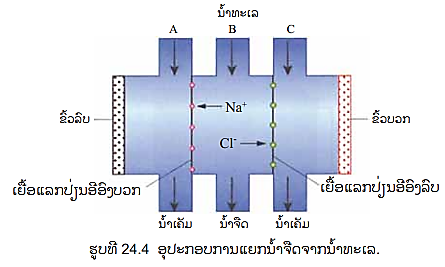 ນ້ຳທະເລ
A B C
Na⁺
ຂົ້ວລົບ ຂົ້ວບວກ
Cl⁻
ເຍື່ອແລກປ່ຽນອີອົງບວກ ເຍື່ອແລກປ່ຽນອີອົງລົບ
ນ້ຳເຄັມ ນ້ຳຈືດ ນ້ຳເຄັມ
ຮູບທີ 24.4 ອຸປະກອບການແຍກນ້ຳຈືດຈາກນ້ຳທະເລ.